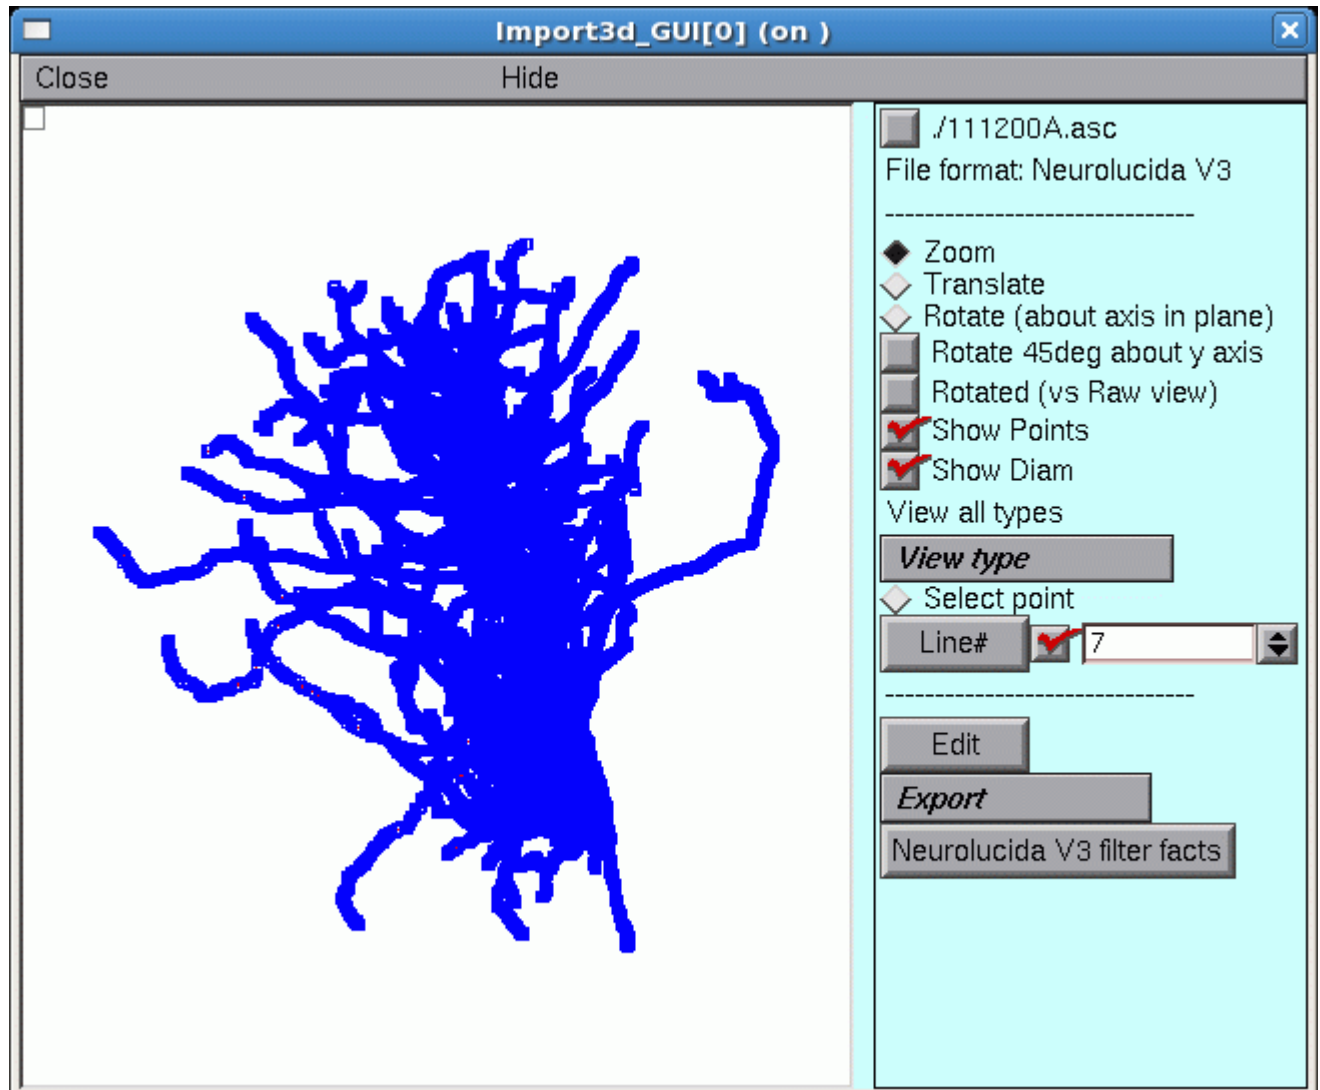 Import3d_GUI[0] (on )
Close Hide
./111200A.asc
File format: Neurolucida V3
-------------------------------
Zoom
Translate
Rotate (about axis in plane)
Rotate 45deg about y axis
Rotated (vs Raw view)
Show Points
Show Diam
View all types
View type
Select point
Line# 7
-------------------------------
Edit
Export
Neurolucida V3 filter facts